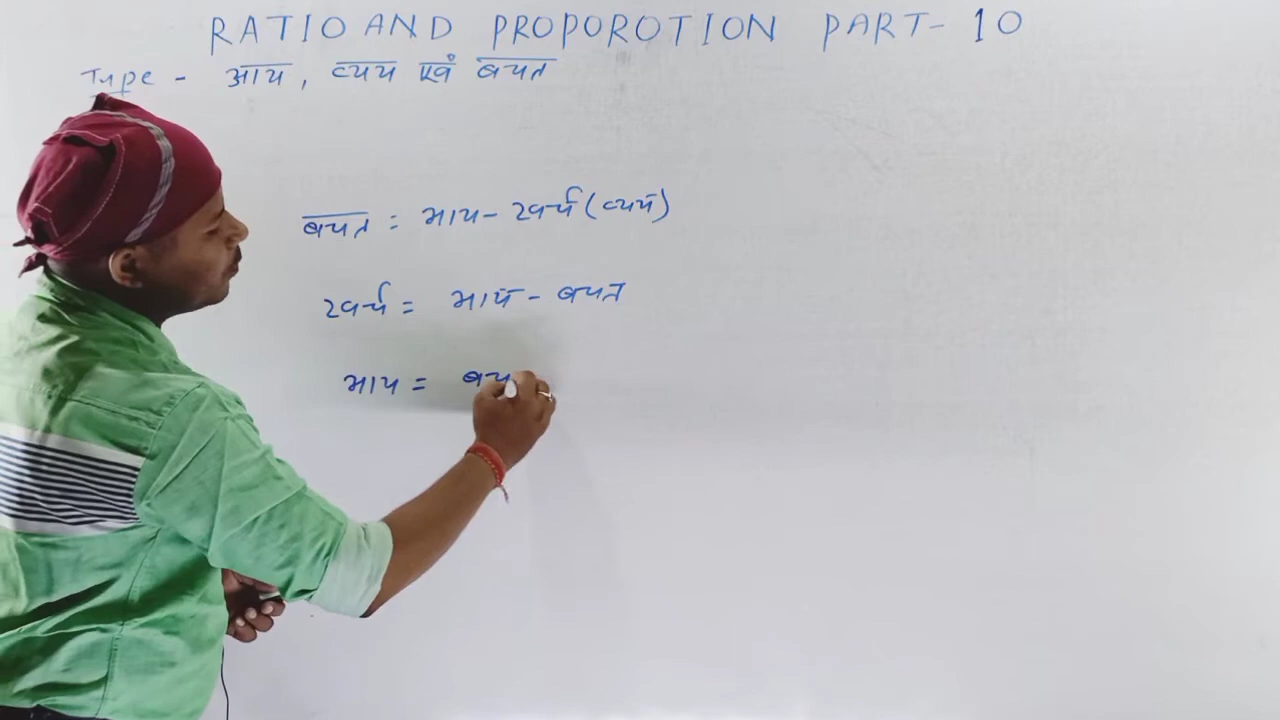 RATIO AND PROPOROTION PART- 10
Type - आय, व्यय एवं बचत
बचत = आय - खर्च (व्यय)
खर्च = आय - बचत
आय = बच